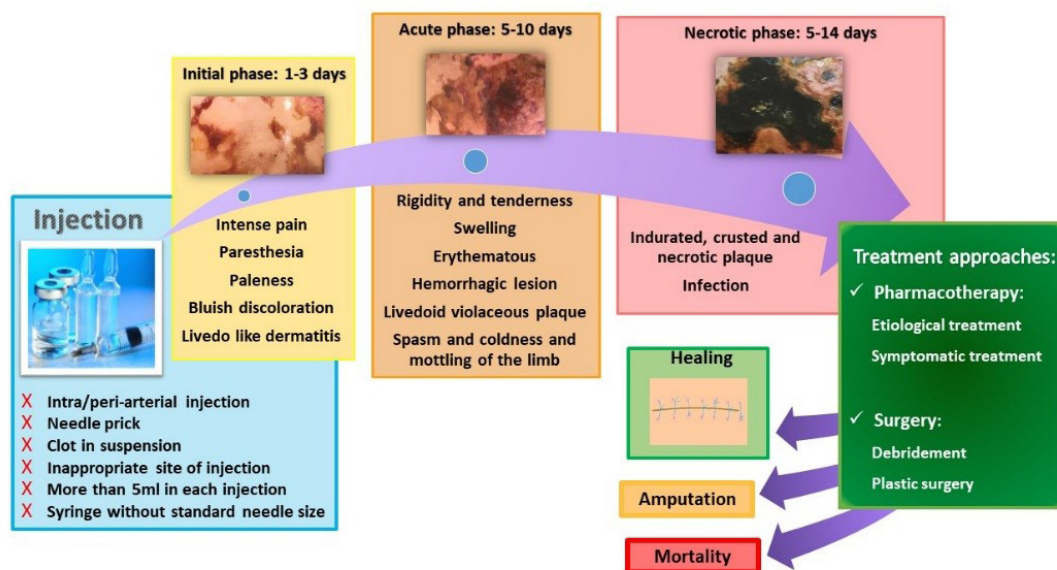 Injection
X Intra/peri-arterial injection
X Needle prick
X Clot in suspension
X Inappropriate site of injection
X More than 5ml in each injection
X Syringe without standard needle size
Initial phase: 1-3 days
Intense pain
Paresthesia
Paleness
Bluish discoloration
Livedo like dermatitis
Acute phase: 5-10 days
Rigidity and tenderness
Swelling
Erythematous
Hemorrhagic lesion
Livedoid violaceous plaque
Spasm and coldness and
mottling of the limb
Necrotic phase: 5-14 days
Indurated, crusted and
necrotic plaque
Infection
Treatment approaches:
✓ Pharmacotherapy:
Etiological treatment
Symptomatic treatment
✓ Surgery:
Debridement
Plastic surgery
Healing
Amputation
Mortality